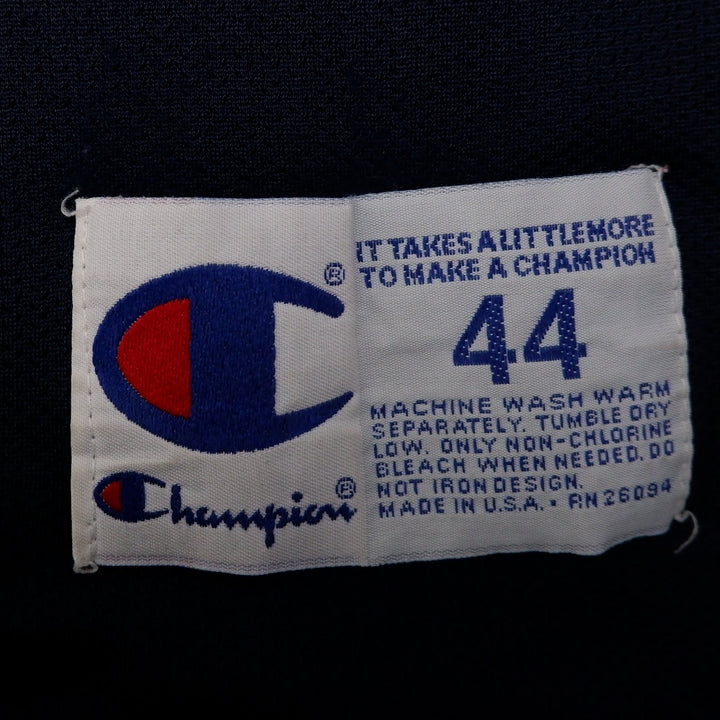 ®
Champion®
IT TAKES A LITTLE MORE
TO MAKE A CHAMPION
44
MACHINE WASH WARM
SEPARATELY. TUMBLE DRY
LOW. ONLY NON-CHLORINE
BLEACH WHEN NEEDED. DO
NOT IRON DESIGN.
MADE IN U.S.A. • RN 26094